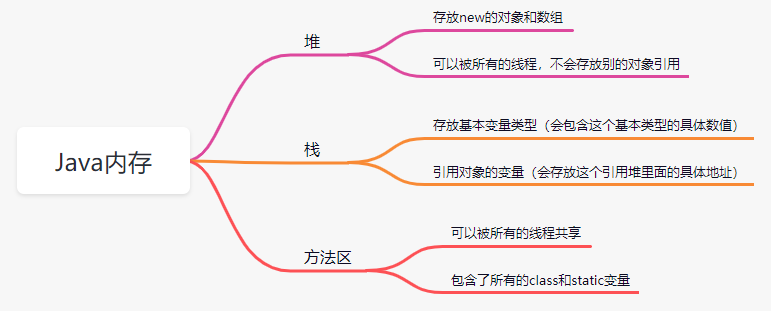 Java内存
堆
存放new的对象和数组
可以被所有的线程，不会存放别的对象引用
栈
存放基本变量类型（会包含这个基本类型的具体数值）
引用对象的变量（会存放这个引用堆里面的具体地址）
方法区
可以被所有的线程共享
包含了所有的class和static变量